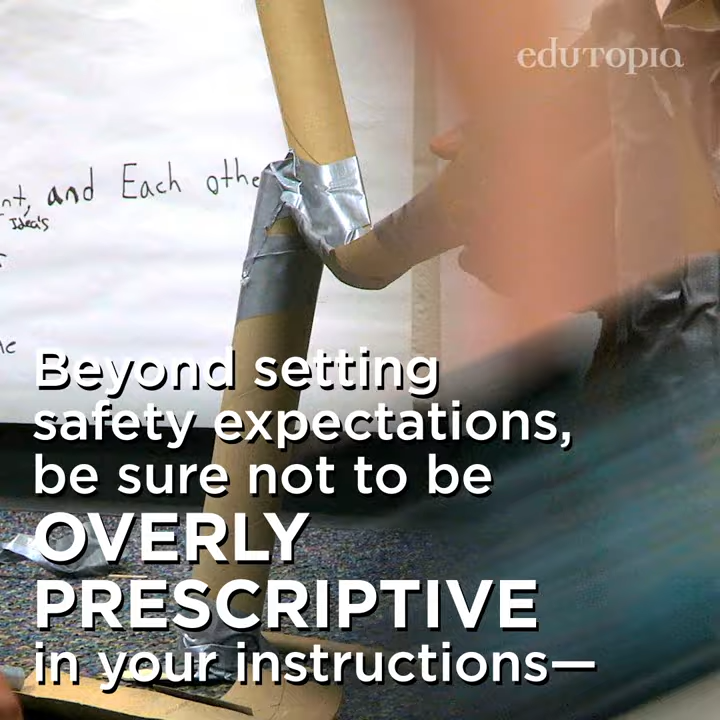 edutopia
nt, and Each othe
Idea's
Beyond setting
safety expectations,
be sure not to be
OVERLY
PRESCRIPTIVE
in your instructions—